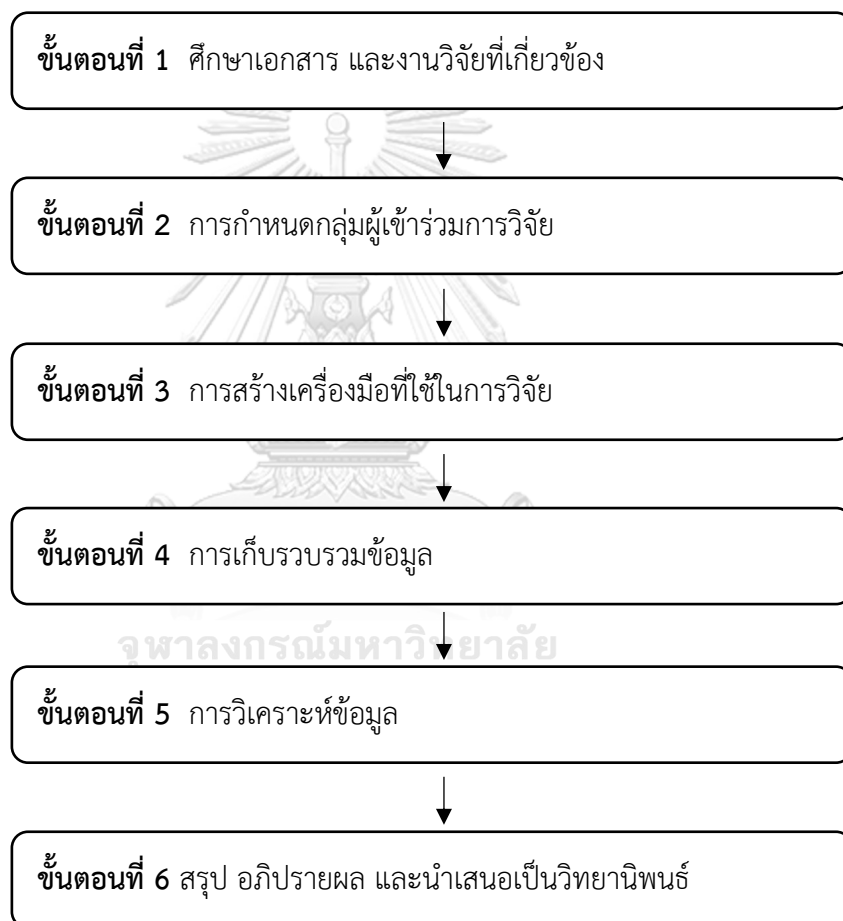 ขั้นตอนที่ 1 ศึกษาเอกสาร และงานวิจัยที่เกี่ยวข้อง
ขั้นตอนที่ 2 การกำหนดกลุ่มผู้เข้าร่วมการวิจัย
ขั้นตอนที่ 3 การสร้างเครื่องมือที่ใช้ในการวิจัย
ขั้นตอนที่ 4 การเก็บรวบรวมข้อมูล
จุฬาลงกรณ์มหาวิทยาลัย
ขั้นตอนที่ 5 การวิเคราะห์ข้อมูล
ขั้นตอนที่ 6 สรุป อภิปรายผล และนำเสนอเป็นวิทยานิพนธ์